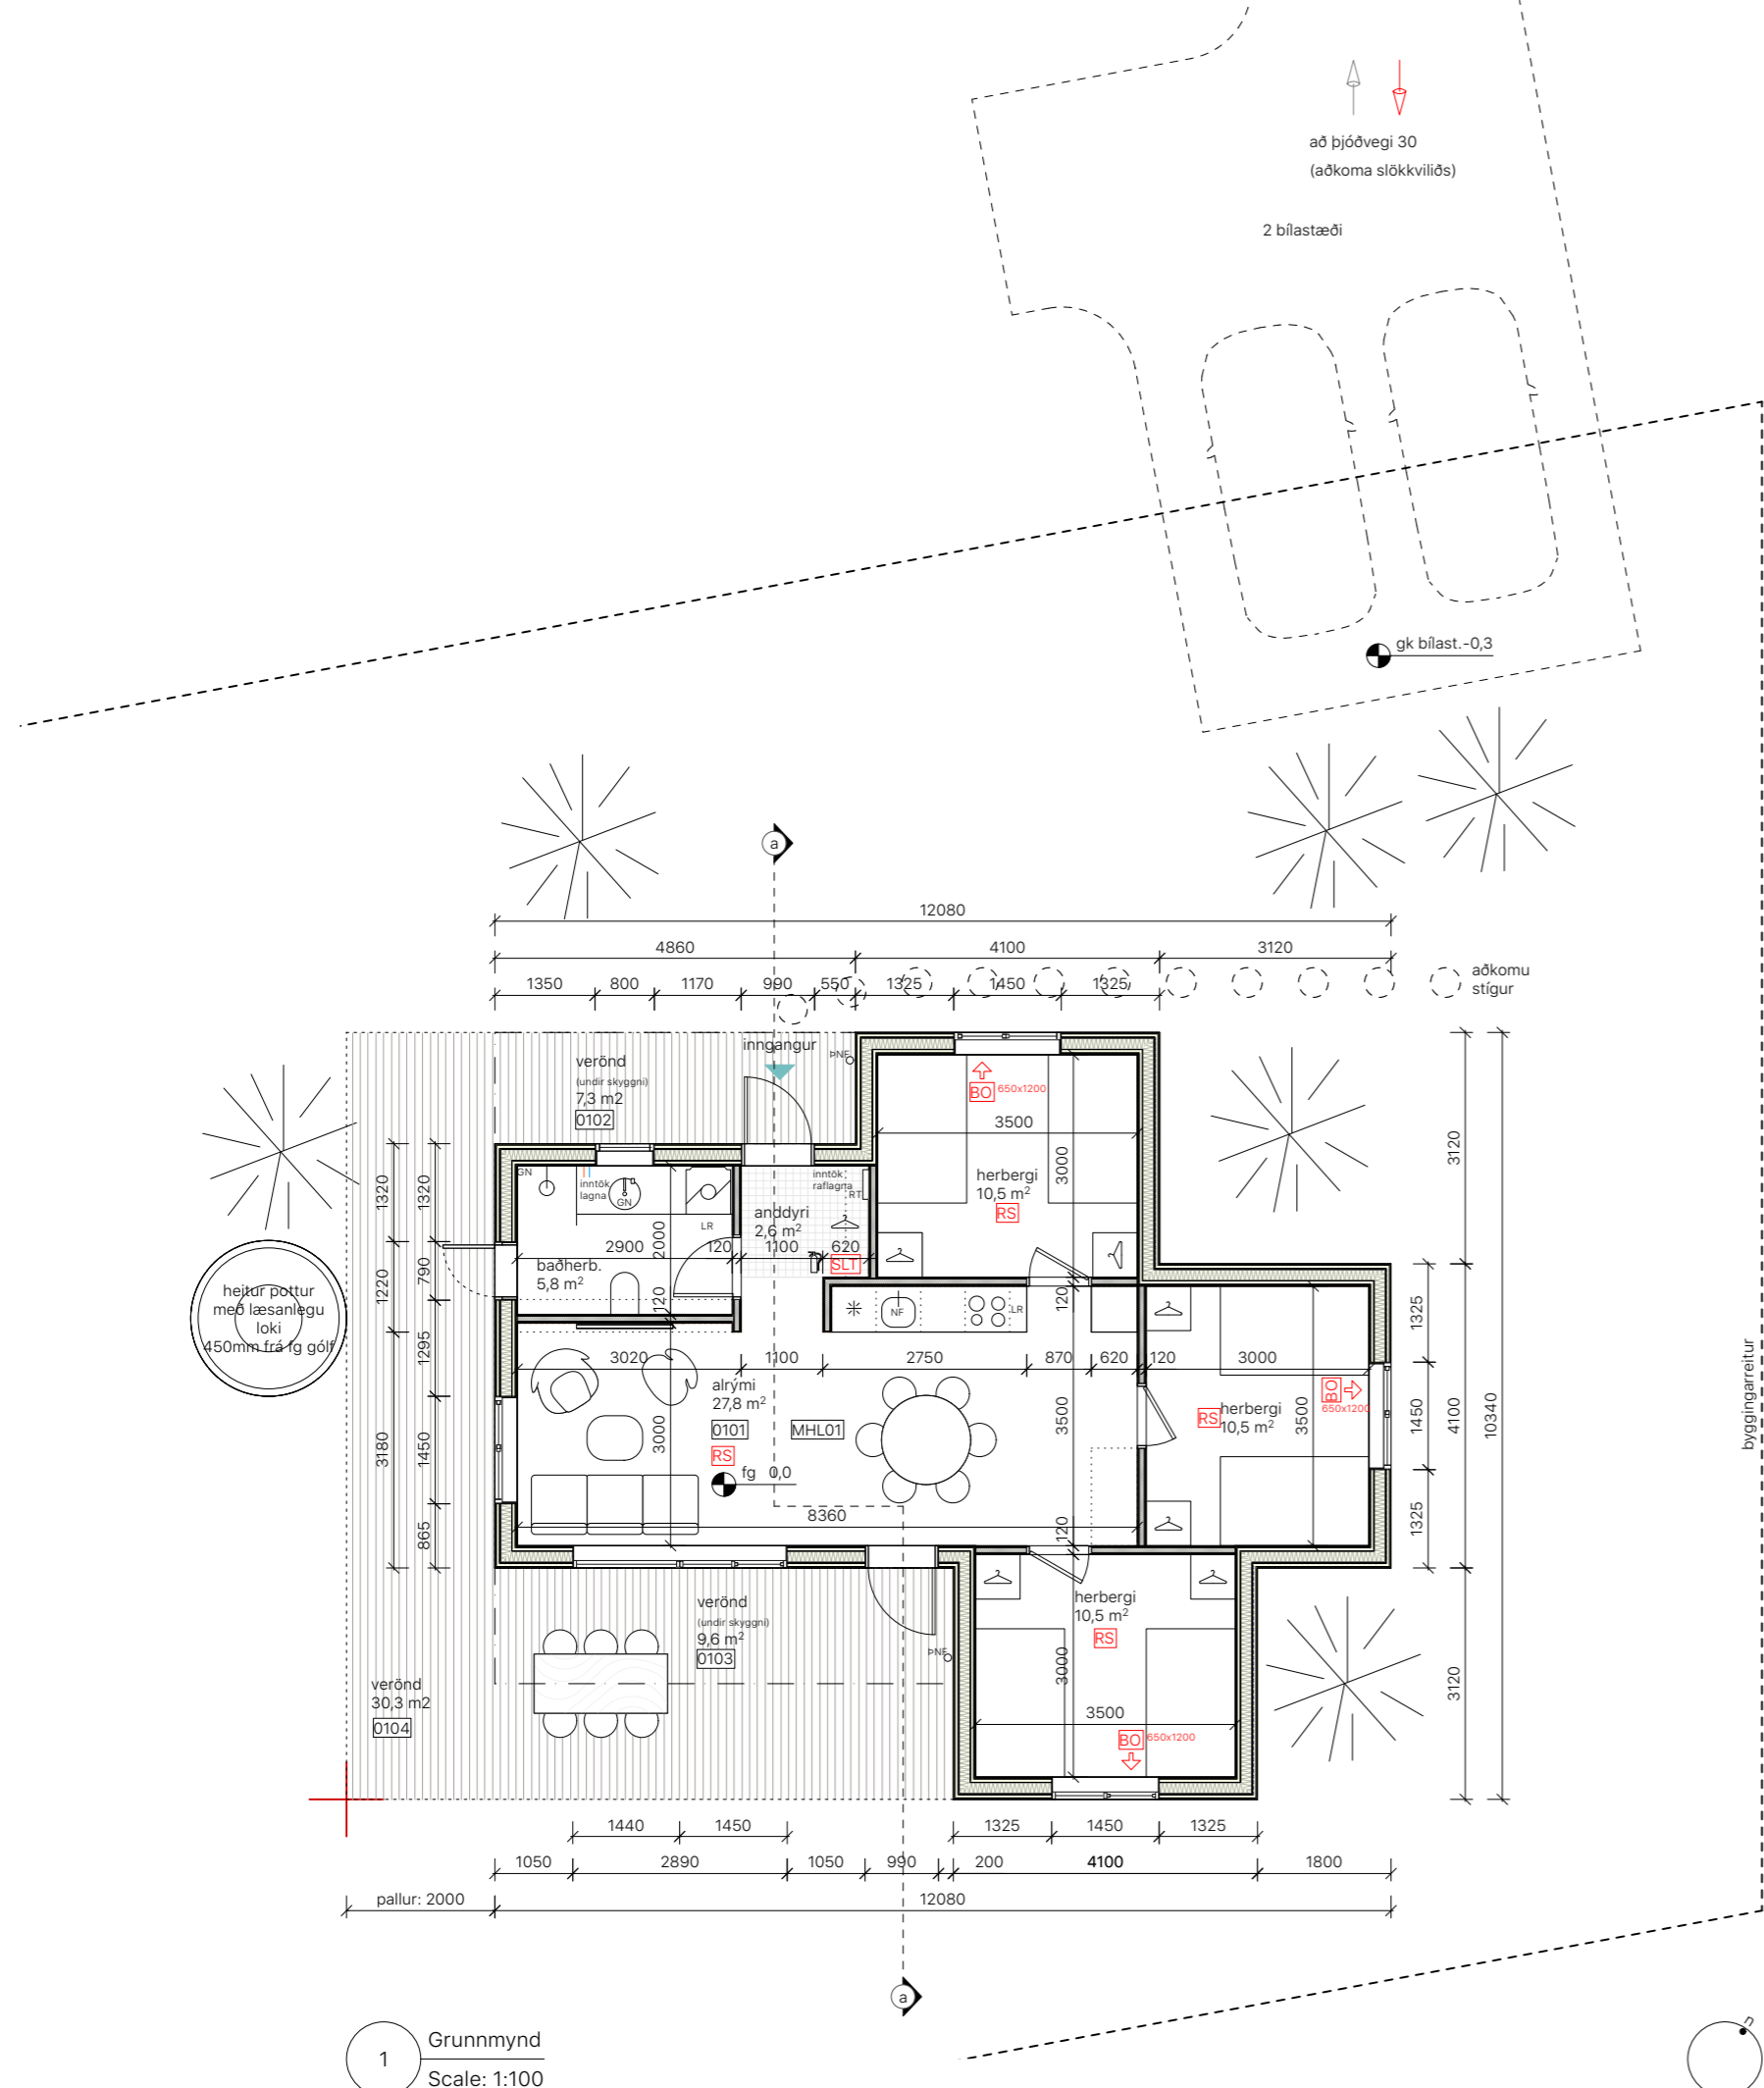 að þjóðvegi 30
(aðkoma slökkviliðs)
2 bílastæði
gk bílast.-0,3
a
12080
4860
4100
3120
aðkomu
stígur
1350
800
1170
990
550
1325
1450
1325
inngangur
ÞNF
verönd
(undir skyggni)
7,3 m2
0102
BO
650x1200
3500
3000
herbergi
10,5 m²
RS
GN
inntök
lagna
GN
LR
inntök
raflagna
RT
anddyri
2,6 m²
SLT
2900
120
1100
620
2000
120
baðherb.
5,8 m²
1320
1220
3180
1320
790
1295
1450
865
heitur pottur
með læsanlegu
loki
450mm frá fg gólf
NF
LR
120
3020
1100
2750
870
620
120
3000
alrými
27,8 m²
0101
MHL01
RS
fg 0,0
3000
3500
8360
120
RS
herbergi
10,5 m²
3500
BO
650x1200
3120
1325
1450
1325
4100
10340
3120
byggingarreitur
verönd
(undir skyggni)
9,6 m²
0103
ÞNF
herbergi
10,5 m²
RS
3000
3500
BO
650x1200
verönd
30,3 m2
0104
1440
1450
1325
1450
1325
1050
2890
1050
990
200
4100
1800
pallur: 2000
12080
a
1
Grunnmynd
Scale: 1:100
n